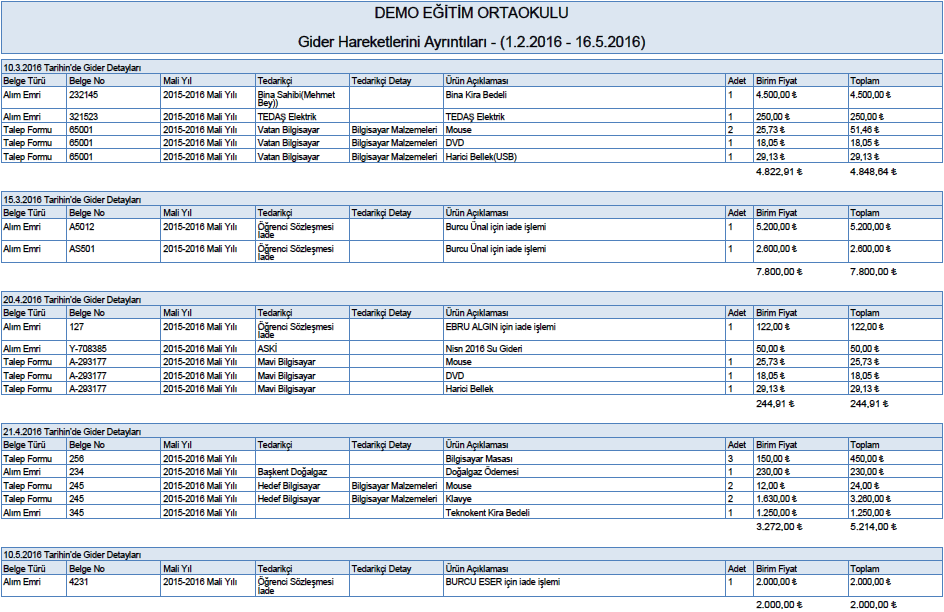 DEMO EĞİTİM ORTAOKULU
Gider Hareketlerini Ayrıntıları - (1.2.2016 - 16.5.2016)
10.3.2016 Tarihin'de Gider Detayları
Belge Türü Belge No Mali Yıl Tedarikçi Tedarikçi Detay Ürün Açıklaması Adet Birim Fiyat Toplam
Alım Emri 232145 2015-2016 Mali Yılı Bina Sahibi(Mehmet Bina Kira Bedeli 1 4.500,00 ₺ 4.500,00 ₺
Bey))
Alım Emri 321523 2015-2016 Mali Yılı TEDAŞ Elektrik TEDAŞ Elektrik 1 250,00 ₺ 250,00 ₺
Talep Formu 65001 2015-2016 Mali Yılı Vatan Bilgisayar Bilgisayar Malzemeleri Mouse 2 25,73 ₺ 51,46 ₺
Talep Formu 65001 2015-2016 Mali Yılı Vatan Bilgisayar Bilgisayar Malzemeleri DVD 1 18,05 ₺ 18,05 ₺
Talep Formu 65001 2015-2016 Mali Yılı Vatan Bilgisayar Bilgisayar Malzemeleri Harici Bellek(USB) 1 29,13 ₺ 29,13 ₺
4.822,91 ₺ 4.848,64 ₺
15.3.2016 Tarihin'de Gider Detayları
Belge Türü Belge No Mali Yıl Tedarikçi Tedarikçi Detay Ürün Açıklaması Adet Birim Fiyat Toplam
Alım Emri A5012 2015-2016 Mali Yılı Öğrenci Sözleşmesi Burcu Ünal için iade işlemi 1 5.200,00 ₺ 5.200,00 ₺
İade
Alım Emri AS501 2015-2016 Mali Yılı Öğrenci Sözleşmesi Burcu Ünal için iade işlemi 1 2.600,00 ₺ 2.600,00 ₺
İade
7.800,00 ₺ 7.800,00 ₺
20.4.2016 Tarihin'de Gider Detayları
Belge Türü Belge No Mali Yıl Tedarikçi Tedarikçi Detay Ürün Açıklaması Adet Birim Fiyat Toplam
Alım Emri 127 2015-2016 Mali Yılı Öğrenci Sözleşmesi EBRU ALGIN için iade işlemi 1 122,00 ₺ 122,00 ₺
İade
Alım Emri Y-708385 2015-2016 Mali Yılı ASKİ Nisn 2016 Su Gideri 50,00 ₺ 50,00 ₺
Talep Formu A-293177 2015-2016 Mali Yılı Mavi Bilgisayar Mouse 1 25,73 ₺ 25,73 ₺
Talep Formu A-293177 2015-2016 Mali Yılı Mavi Bilgisayar DVD 1 18,05 ₺ 18,05 ₺
Talep Formu A-293177 2015-2016 Mali Yılı Mavi Bilgisayar Harici Bellek 1 29,13 ₺ 29,13 ₺
244,91 ₺ 244,91 ₺
21.4.2016 Tarihin'de Gider Detayları
Belge Türü Belge No Mali Yıl Tedarikçi Tedarikçi Detay Ürün Açıklaması Adet Birim Fiyat Toplam
Talep Formu 256 2015-2016 Mali Yılı Bilgisayar Masası 3 150,00 ₺ 450,00 ₺
Alım Emri 234 2015-2016 Mali Yılı Başkent Doğalgaz Doğalgaz Ödemesi 1 230,00 ₺ 230,00 ₺
Talep Formu 245 2015-2016 Mali Yılı Hedef Bilgisayar Bilgisayar Malzemeleri Mouse 2 12,00 ₺ 24,00 ₺
Talep Formu 245 2015-2016 Mali Yılı Hedef Bilgisayar Bilgisayar Malzemeleri Klavye 2 1.630,00 ₺ 3.260,00 ₺
Alım Emri 345 2015-2016 Mali Yılı Teknokent Kira Bedeli 1 1.250,00 ₺ 1.250,00 ₺
3.272,00 ₺ 5.214,00 ₺
10.5.2016 Tarihin'de Gider Detayları
Belge Türü Belge No Mali Yıl Tedarikçi Tedarikçi Detay Ürün Açıklaması Adet Birim Fiyat Toplam
Alım Emri 4231 2015-2016 Mali Yılı Öğrenci Sözleşmesi BURCU ESER için iade işlemi 1 2.000,00 ₺ 2.000,00 ₺
İade
2.000,00 ₺ 2.000,00 ₺